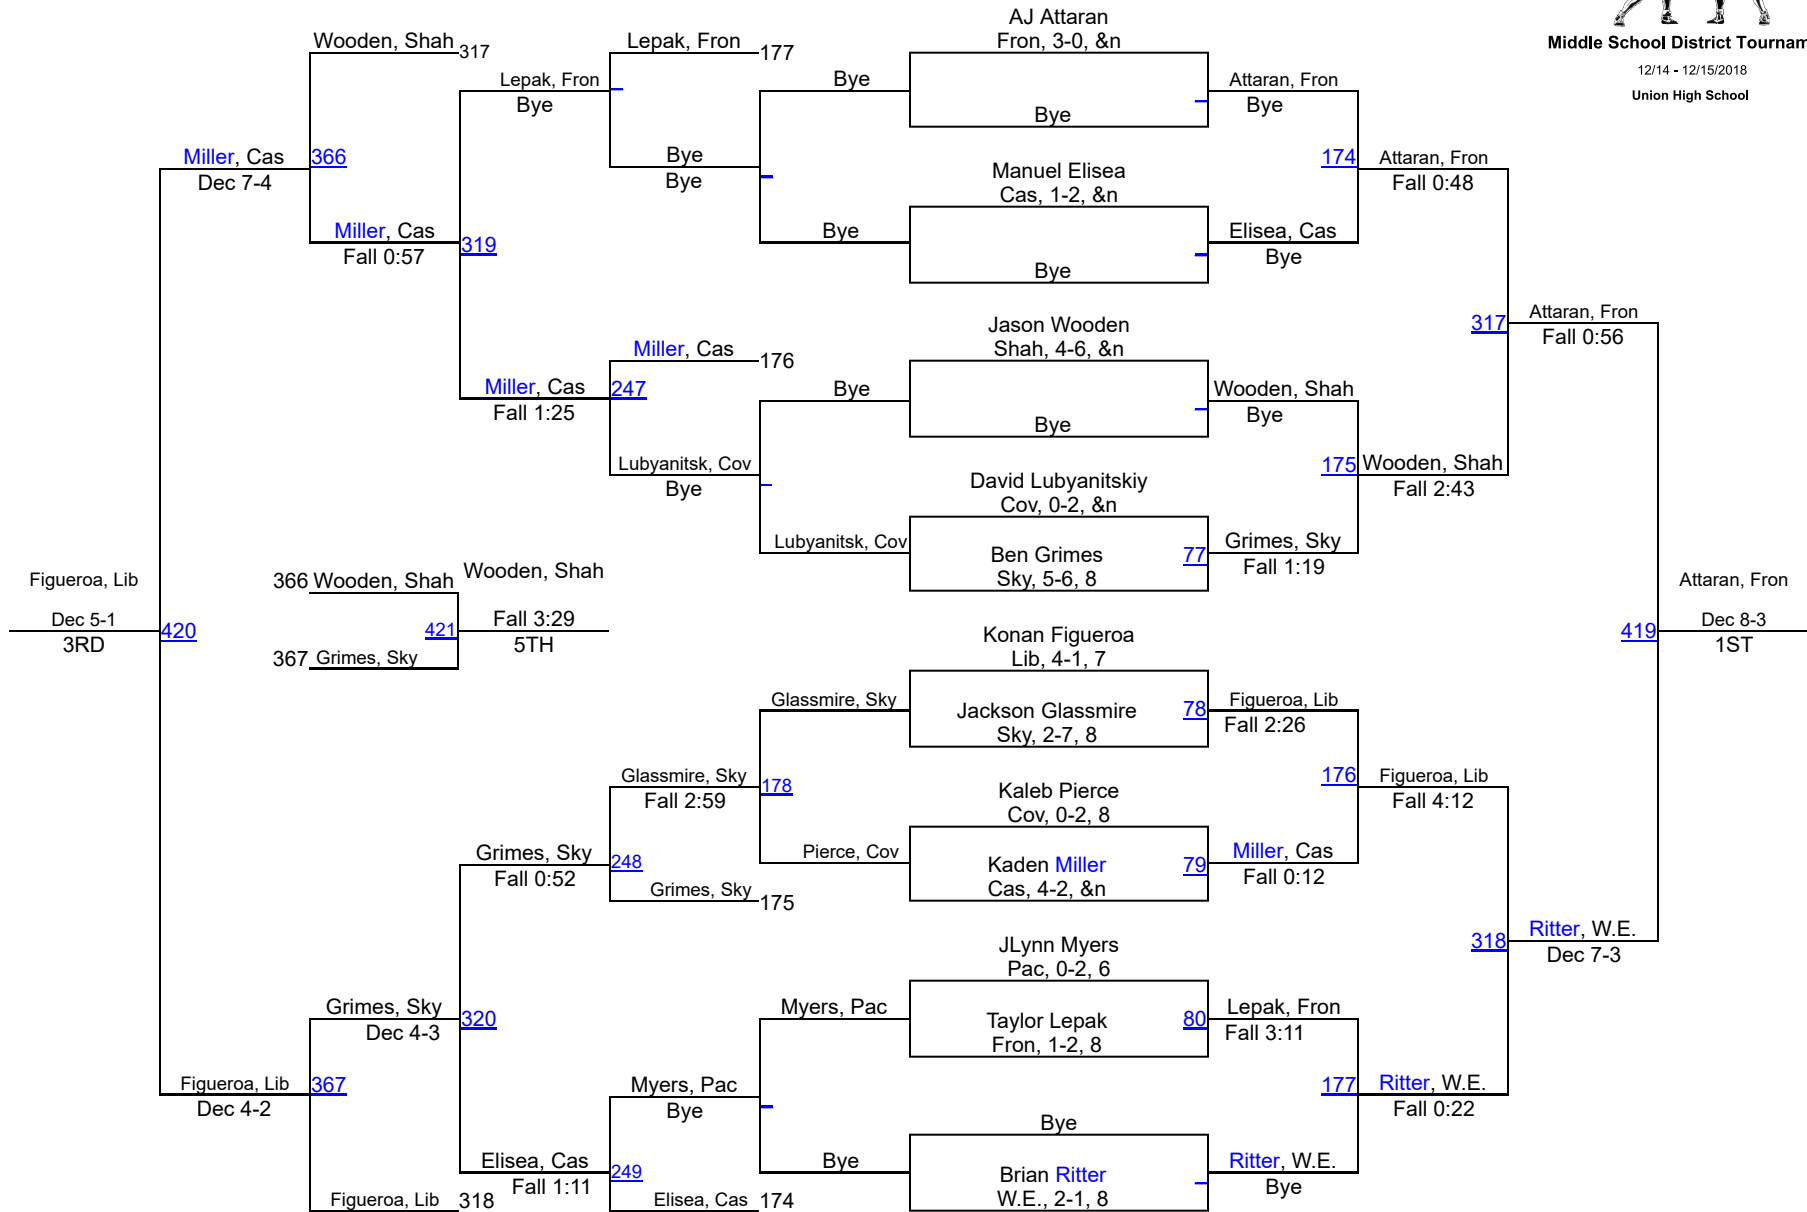 AJ Attaran
Wooden, Shah 317
Lepak, Fron 177
Fron, 3-0, &n
Middle School District Tournam
12/14 - 12/15/2018
Union High School
Lepak, Fron
Bye
Bye
Bye
Attaran, Fron
Bye
Miller, Cas
Dec 7-4
366
Bye
Bye
Manuel Elisea
Cas, 1-2, &n
174
Attaran, Fron
Fall 0:48
Miller, Cas
Fall 0:57
319
Bye
Bye
Elisea, Cas
Bye
Jason Wooden
Shah, 4-6, &n
317
Attaran, Fron
Fall 0:56
Miller, Cas 176
Miller, Cas
Fall 1:25
247
Bye
Bye
Wooden, Shah
Bye
Lubyanitsk, Cov
Bye
David Lubyanitskiy
Cov, 0-2, &n
175
Wooden, Shah
Fall 2:43
Lubyanitsk, Cov
Ben Grimes
Sky, 5-6, 8
77
Grimes, Sky
Fall 1:19
Figueroa, Lib
Dec 5-1
3RD
420
366 Wooden, Shah
367 Grimes, Sky
421
Wooden, Shah
Fall 3:29
5TH
Attaran, Fron
Dec 8-3
1ST
419
Konan Figueroa
Lib, 4-1, 7
Glassmire, Sky
Jackson Glassmire
Sky, 2-7, 8
78
Figueroa, Lib
Fall 2:26
Glassmire, Sky
Fall 2:59
178
Kaleb Pierce
Cov, 0-2, 8
176
Figueroa, Lib
Fall 4:12
Grimes, Sky
Fall 0:52
248
Pierce, Cov
Kaden Miller
Cas, 4-2, &n
79
Miller, Cas
Fall 0:12
Grimes, Sky 175
JLynn Myers
Pac, 0-2, 6
318
Ritter, W.E.
Dec 7-3
Grimes, Sky
Dec 4-3
320
Myers, Pac
Taylor Lepak
Fron, 1-2, 8
80
Lepak, Fron
Fall 3:11
Figueroa, Lib
Dec 4-2
367
Myers, Pac
Bye
177
Ritter, W.E.
Fall 0:22
Bye
Elisea, Cas
Fall 1:11
249
Bye
Brian Ritter
W.E., 2-1, 8
Ritter, W.E.
Bye
Figueroa, Lib 318
Elisea, Cas 174